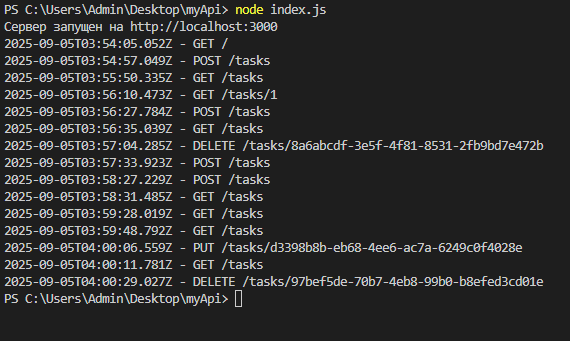 PS C:\Users\Admin\Desktop\myApi> node index.js
Сервер запущен на http://localhost:3000
2025-09-05T03:54:05.052Z - GET /
2025-09-05T03:54:57.049Z - POST /tasks
2025-09-05T03:55:50.335Z - GET /tasks
2025-09-05T03:56:10.473Z - GET /tasks/1
2025-09-05T03:56:27.784Z - POST /tasks
2025-09-05T03:56:35.039Z - GET /tasks
2025-09-05T03:57:04.285Z - DELETE /tasks/8a6abcdf-3e5f-4f81-8531-2fb9bd7e472b
2025-09-05T03:57:33.923Z - POST /tasks
2025-09-05T03:58:27.229Z - POST /tasks
2025-09-05T03:58:31.485Z - GET /tasks
2025-09-05T03:59:28.019Z - GET /tasks
2025-09-05T03:59:48.792Z - GET /tasks
2025-09-05T04:00:06.559Z - PUT /tasks/d3398b8b-eb68-4ee6-ac7a-6249c0f4028e
2025-09-05T04:00:11.781Z - GET /tasks
2025-09-05T04:00:29.027Z - DELETE /tasks/97bef5de-70b7-4eb8-99b0-b8efed3cd01e
PS C:\Users\Admin\Desktop\myApi>